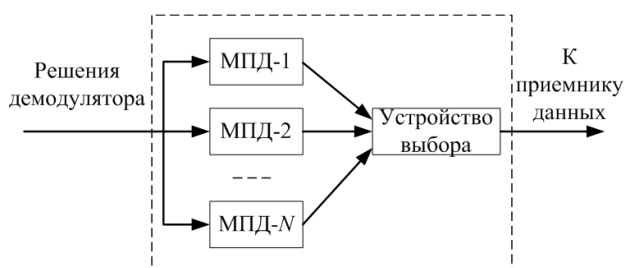 Решения
демодулятора
МПД-1
МПД-2
МПД-N
Устройство
выбора
К
приемнику
данных